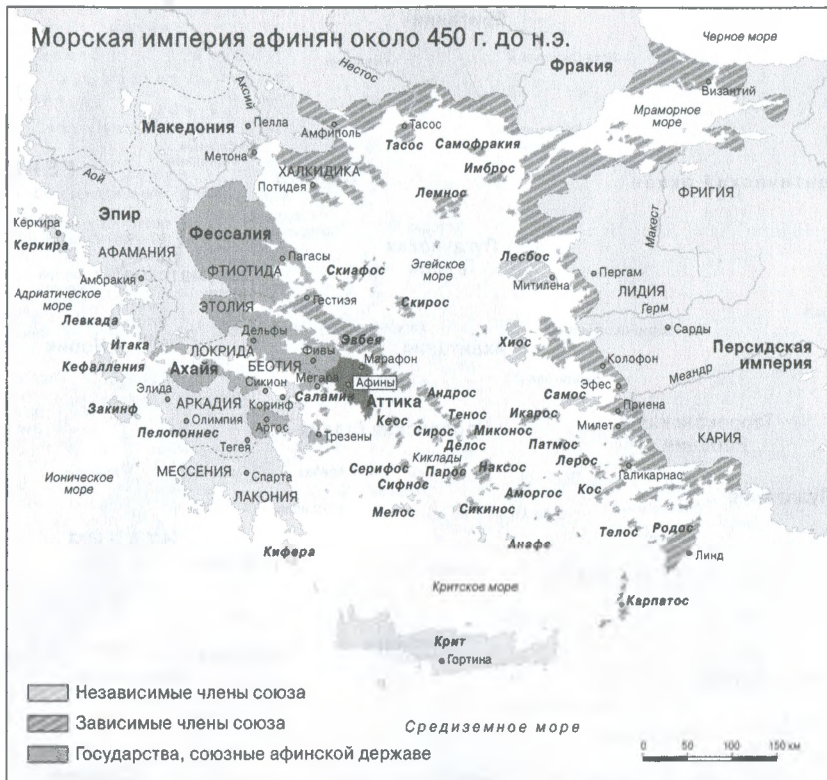 Морская империя афинян около 450 г. до н.э.
Черное море
Фракия
Нестос
Византий
Аксий
Мраморное
море
Македония
Пелла
Амфиполь
Тасос
Тасос
Самофракия
Метона
Имброс
ХАЛКИДИКА
Потидея
Аой
Лемнос
ФРИГИЯ
Эпир
Макест
Керкира
Керкира
Фессалия
АФАМАНИЯ
Лесбос
Эгейское
море
Пагасы
ФТИОТИДА
Скиафос
Митилена
Пергам
Амбракия
ЛИДИЯ
Адриатическое
море
Гестиэя
Скирос
Герм
ЭТОЛИЯ
Левкада
Сарды
Дельфы
Эвбея
Хиос
Итака
ЛОКРИДА
Персидская
империя
Фивы
Марафон
Колофон
Кефалления
Ахайя
БЕОТИЯ
Меандр
Мегара
Афины
Эфес
Элида
Сикион
Саламин
Аттика
Андрос
Самос
АРКАДИЯ
Коринф
Приена
Закинф
Олимпия
Аргос
Кеос
Тенос
Икарос
Милет
Пелопоннес
Трезены
Сирос
Миконос
КАРИЯ
Тегея
Делос
Патмос
Киклады
МЕССЕНИЯ
Спарта
Серифос
Парос
Наксос
Лерос
Галикарнас
Ионическое
море
Сифнос
ЛАКОНИЯ
Аморгос
Кос
Мелос
Сикинос
Телос
Родос
Кифера
Анафе
Линд
Критское море
Карпатос
Крит
Гортина
Независимые члены союза
Зависимые члены союза
Средиземное море
Государства, союзные афинской державе
0 50 100 150 км